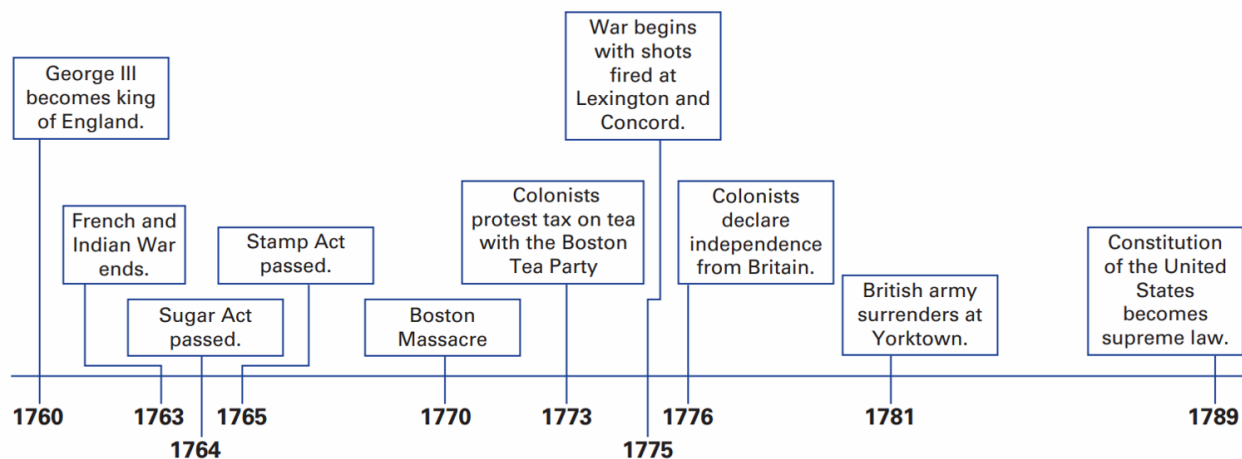 George III
becomes king
of England.
French and
Indian War
ends.
Sugar Act
passed.
Stamp Act
passed.
Boston
Massacre
Colonists
protest tax on tea
with the Boston
Tea Party
War begins
with shots
fired at
Lexington and
Concord.
Colonists
declare
independence
from Britain.
British army
surrenders at
Yorktown.
Constitution
of the United
States
becomes
supreme law.
1760
1763
1764
1765
1770
1773
1775
1776
1781
1789